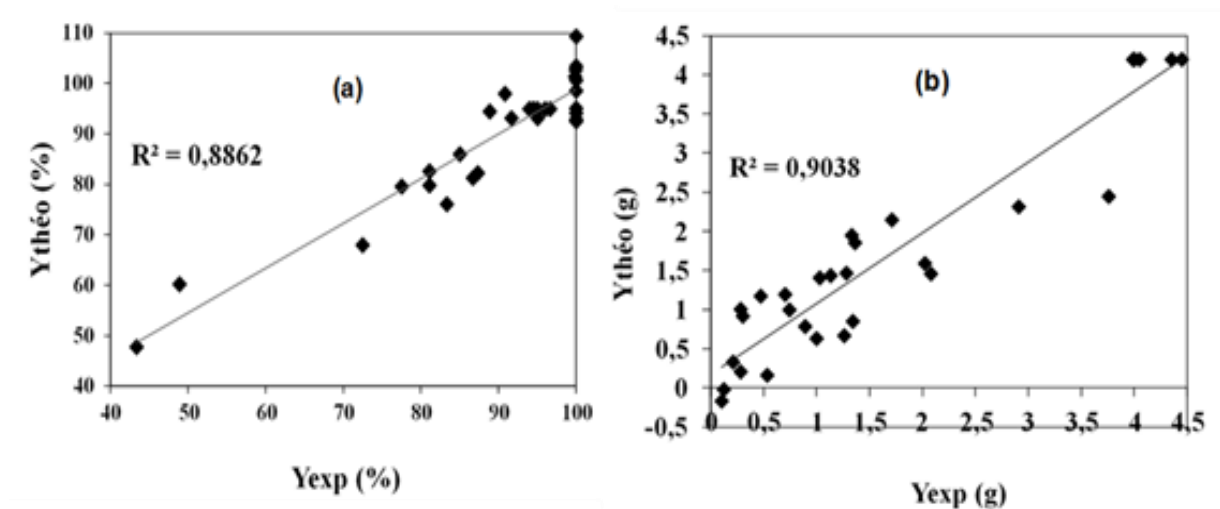 110
100
90
80
70
60
50
40
Ythéo (%)
(a)
R² = 0,8862
40 50 60 70 80 90 100
Yexp (%)
4,5
4
3,5
3
2,5
2
1,5
1
0,5
0
-0,5
Ythéo (g)
(b)
R² = 0,9038
0 0,5 1 1,5 2 2,5 3 3,5 4 4,5
Yexp (g)